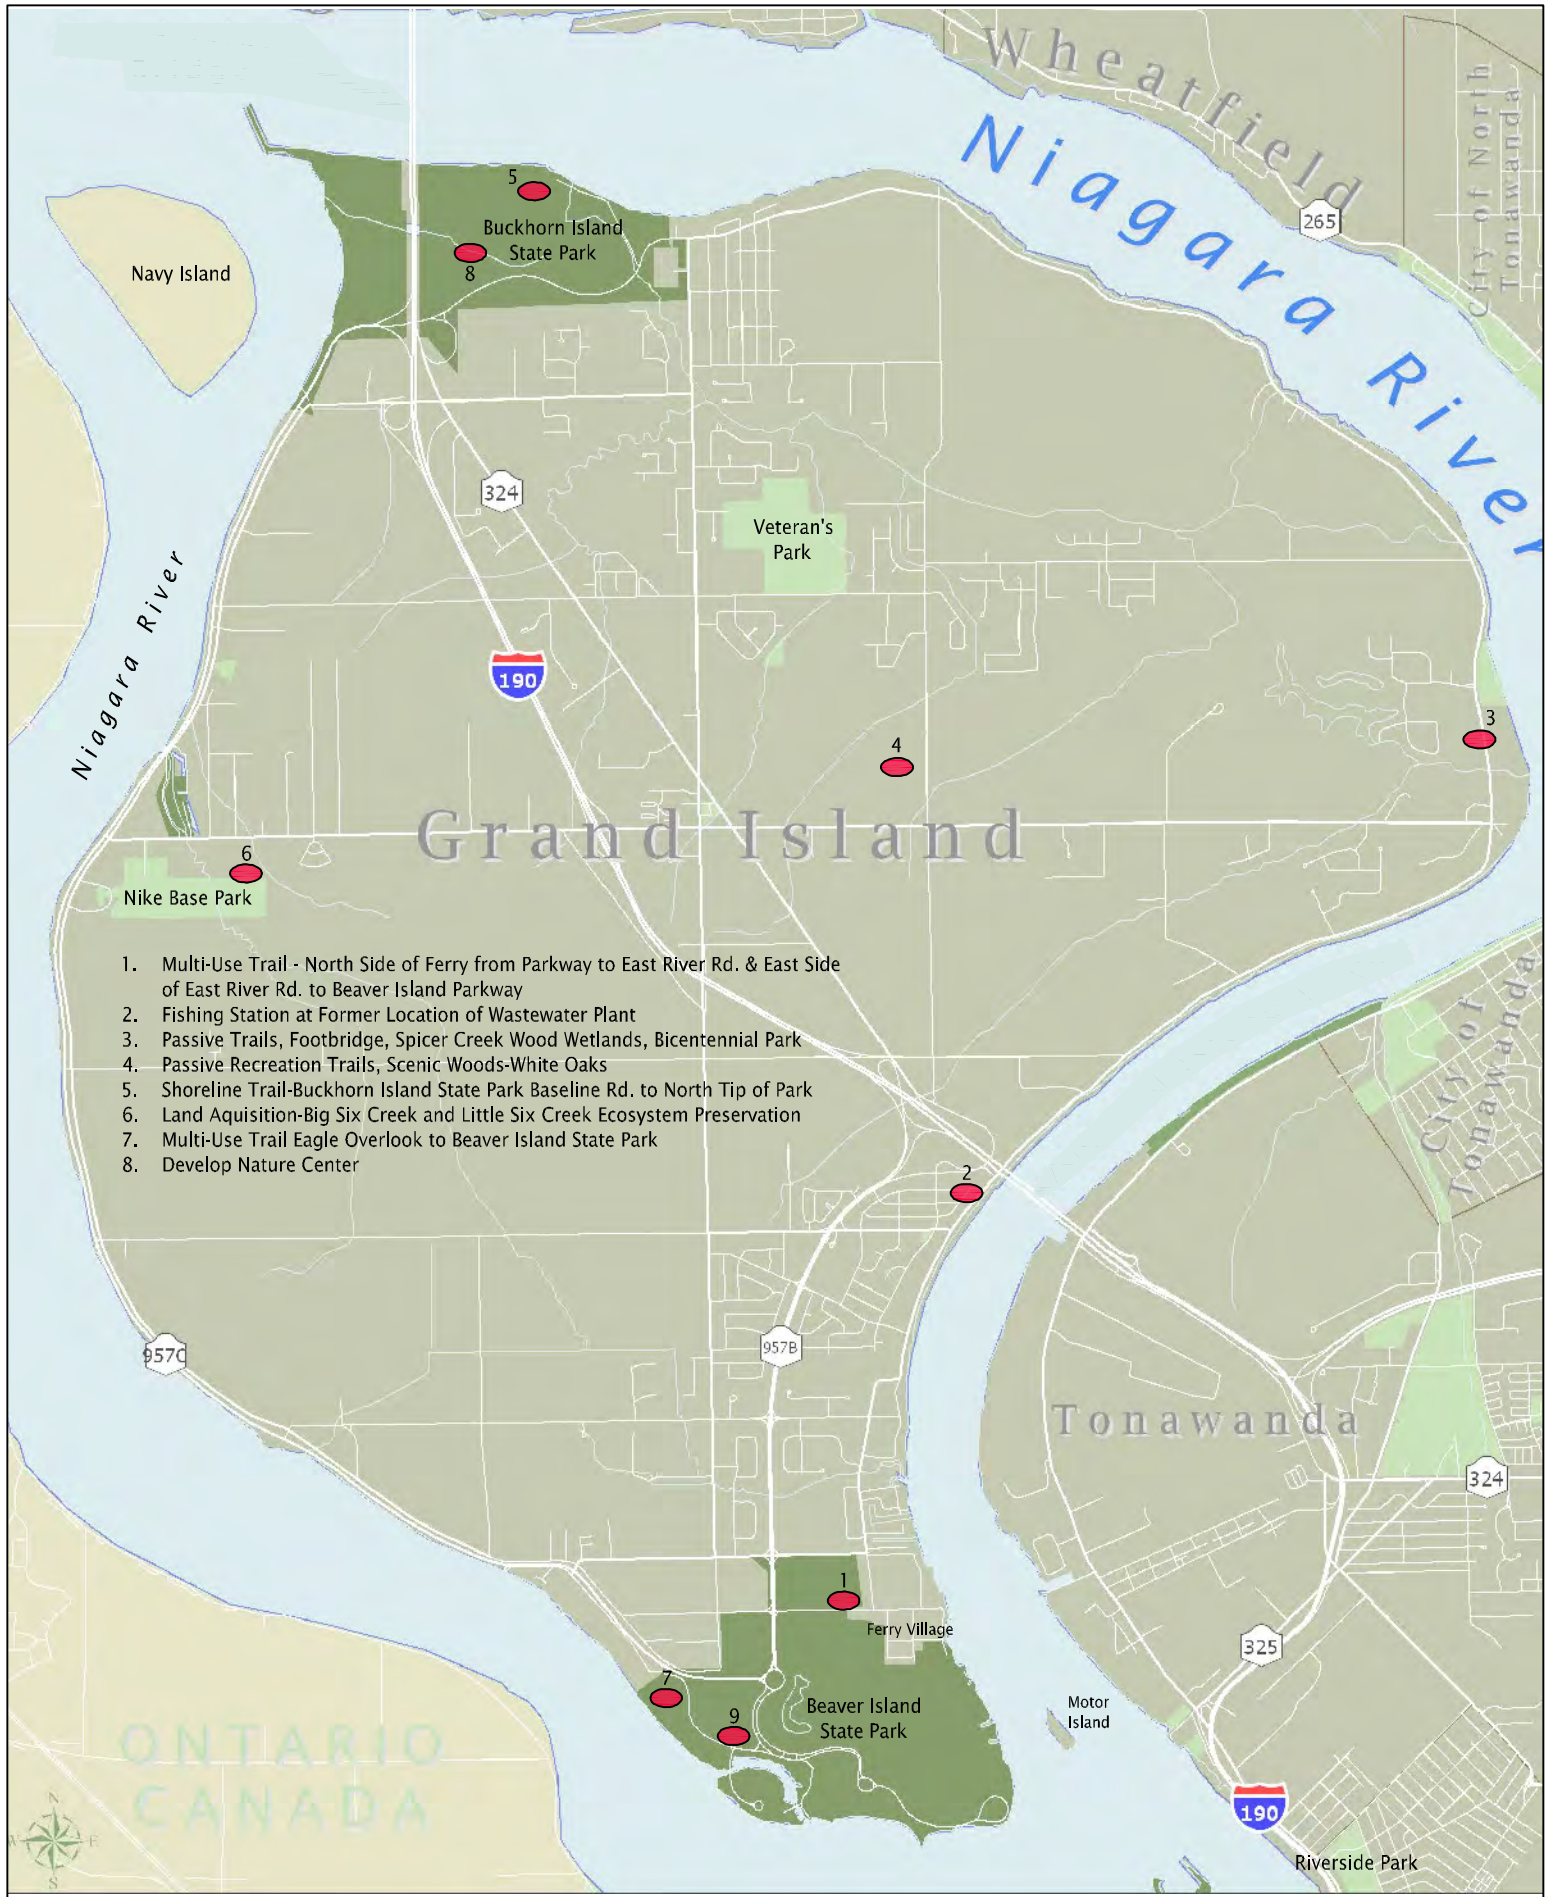 Wheatfield
City of North
Tonawanda
Niagara River
265
5
Buckhorn Island
State Park
8
Navy Island
324
Veteran's
Park
Niagara River
190
3
4
Grand Island
6
Nike Base Park
1. Multi-Use Trail - North Side of Ferry from Parkway to East River Rd. & East Side
of East River Rd. to Beaver Island Parkway
2. Fishing Station at Former Location of Wastewater Plant
3. Passive Trails, Footbridge, Spicer Creek Wood Wetlands, Bicentennial Park
4. Passive Recreation Trails, Scenic Woods-White Oaks
5. Shoreline Trail-Buckhorn Island State Park Baseline Rd. to North Tip of Park
6. Land Aquisition-Big Six Creek and Little Six Creek Ecosystem Preservation
7. Multi-Use Trail Eagle Overlook to Beaver Island State Park
8. Develop Nature Center
City of
Tonawanda
2
957C
957B
Tonawanda
324
1
Ferry Village
325
7
9
Beaver Island
State Park
Motor
Island
ONTARIO
CANADA
N
W E
S
190
Riverside Park